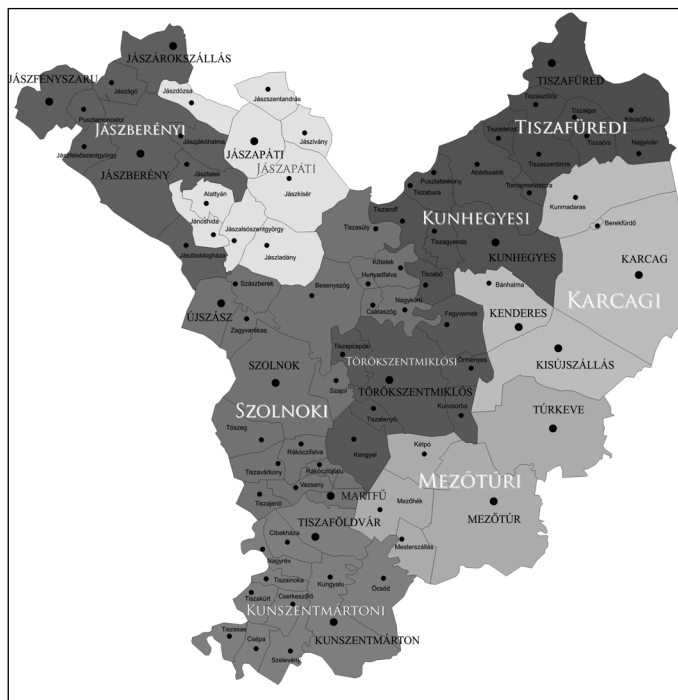 JÁSZÁROKSZÁLLÁS
JÁSZFÉNYSZARU
Jászágó
Jászdózsa
Jászszentandrás
Pusztamonostor
JÁSZBERÉNYI
Jászjákóhalma
Jászivány
Jászfelsőszentgyörgy
JÁSZBERÉNY
JÁSZAPÁTI
JÁSZAPÁTI
Jásztelek
Jászkisér
Alattyán
Jánoshida
Jászalsószentgyörgy
Jászladány
Jászboldogháza
TISZAFÜRED
Tiszaszőlős
Tiszaigar
Kócsújfalu
TISZAFÜREDI
Tiszaderzs
Tiszaörs
Nagyiván
Tiszaszentimre
Abádszalók
Tomajmonostora
Pusztataskony
Tiszabura
Kunmadaras
Tiszaroff
KUNHEGYESI
Berekfürdő
Tiszasüly
Tiszagyenda
KUNHEGYES
KARCAG
Kőtelek
Hunyadfalva
Tiszabő
Bánhalma
KARCAGI
Szászberek
Besenyszög
Nagykörű
Csataszög
ÚJSZÁSZ
Zagyvarékas
Fegyvernek
KENDERES
KISÚJSZÁLLÁS
Tiszapüspöki
TÖRÖKSZENTMIKLÓSI
Örményes
SZOLNOK
Szajol
TÖRÖKSZENTMIKLÓS
SZOLNOKI
Tiszatenyő
Kuncsorba
TÚRKEVE
Tószeg
Rákóczifalva
Kengyel
Kétpó
Tiszavárkony
Rákócziújfalu
MEZŐTÚRI
Vezseny
Tiszajenő
MARTFŰ
Mezőhék
MEZŐTÚR
TISZAFÖLDVÁR
Cibakháza
Mesterszállás
Nagyrév
Tiszainoka
Kungyalu
Öcsöd
Tiszakürt
Cserkeszőlő
KUNSZENTMÁRTONI
KUNSZENTMÁRTON
Tiszasas
Csépa
Szelevény